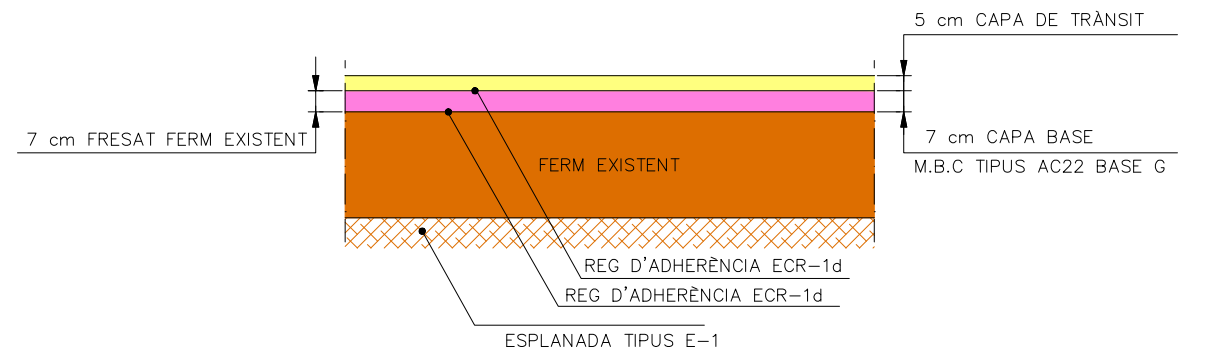 5 cm CAPA DE TRÀNSIT
7 cm FRESAT FERM EXISTENT
7 cm CAPA BASE
M.B.C TIPUS AC22 BASE G
FERM EXISTENT
REG D'ADHERÈNCIA ECR-1d
REG D'ADHERÈNCIA ECR-1d
ESPLANADA TIPUS E-1